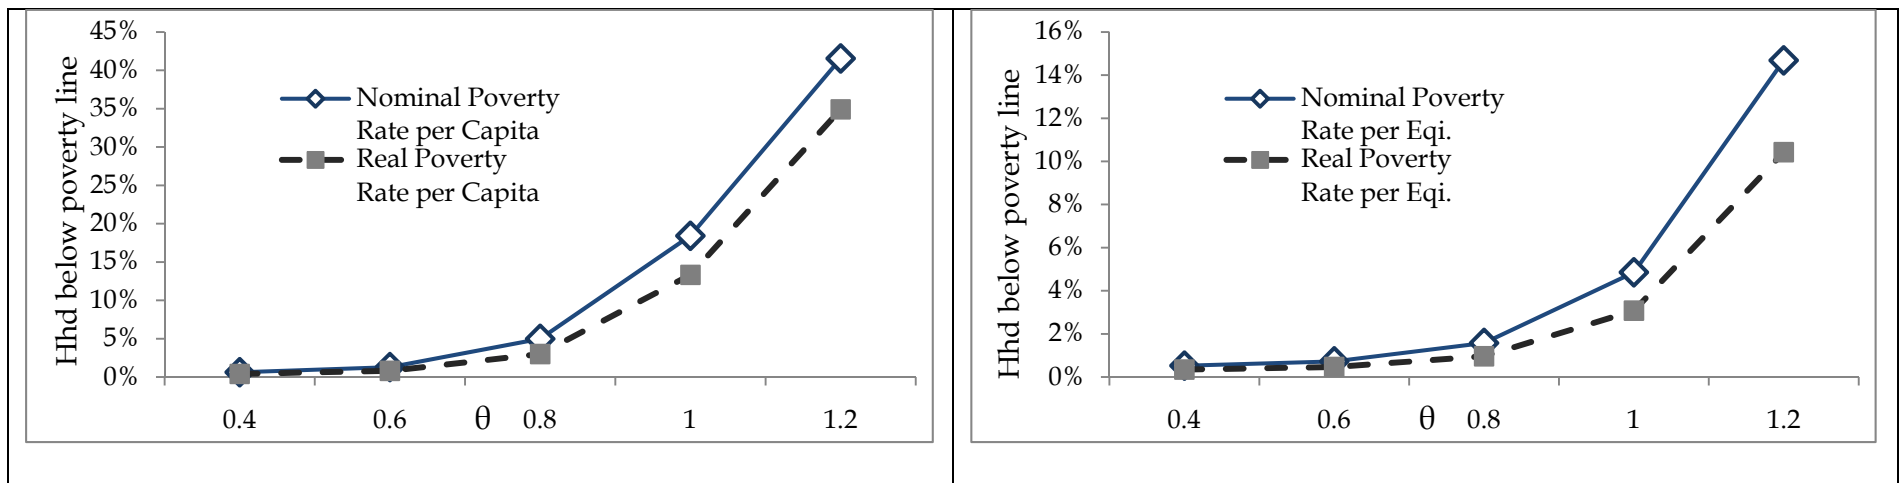 45%
40%
35%
30%
25%
20%
15%
10%
5%
0%
Hhd below poverty line
Nominal Poverty
Rate per Capita
Real Poverty
Rate per Capita
0.4 0.6 θ 0.8 1 1.2
16%
14%
12%
10%
8%
6%
4%
2%
0%
Hhd below poverty line
Nominal Poverty
Rate per Eqi.
Real Poverty
Rate per Eqi.
0.4 0.6 θ 0.8 1 1.2